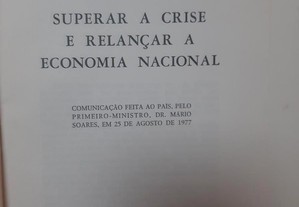 SUPERAR A CRISE
E RELANÇAR A
ECONOMIA NACIONAL
COMUNICAÇÃO FEITA AO PAÍS, PELO
PRIMEIRO-MINISTRO, DR. MÁRIO
SOARES, EM 25 DE AGOSTO DE 1977